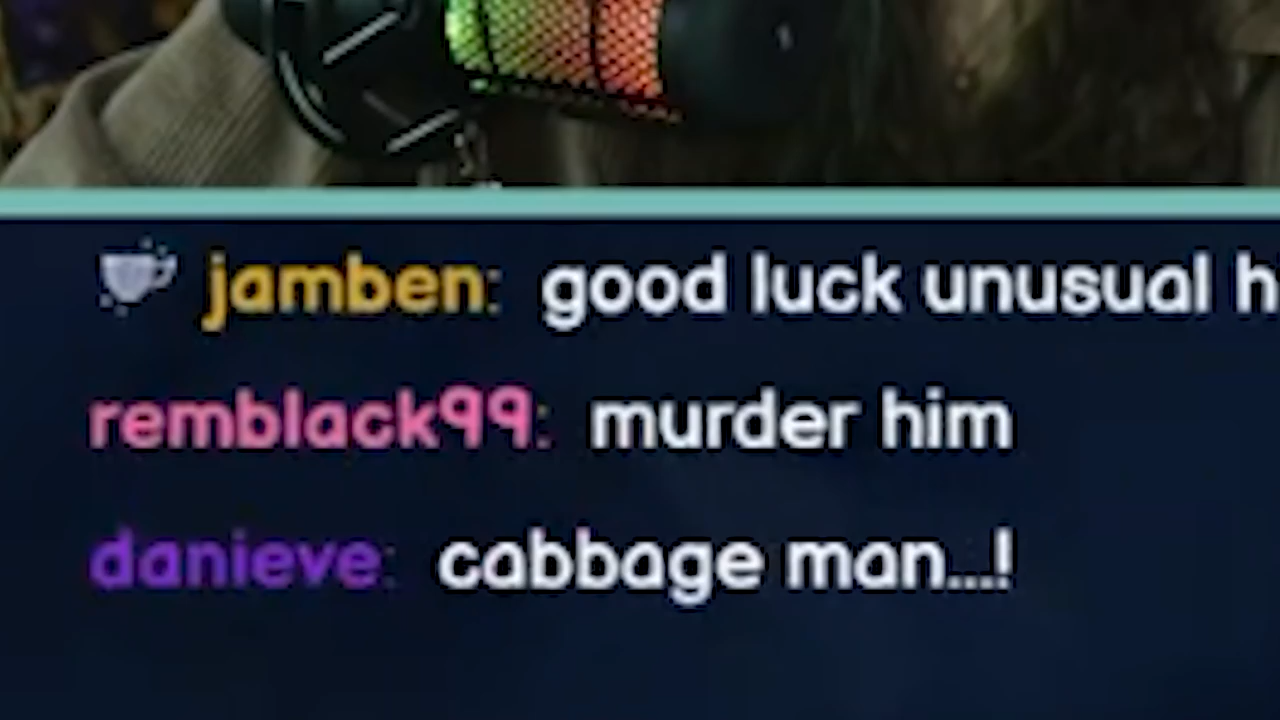 jamben: good luck unusual h
remblack99: murder him
danieve: cabbage man...!